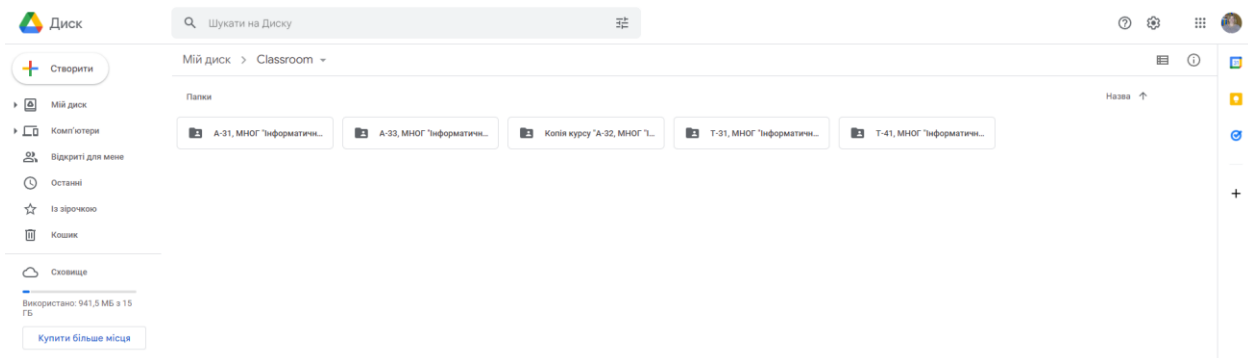 Диск
Шукати на Диску
Створити
Мій диск > Classroom
Мій диск
Комп'ютери
Відкриті для мене
Останні
Із зірочкою
Кошик
Сховище
Використано: 941,5 МБ з 15
ГБ
Купити більше місця
Папки
Назва
А-31, МНОГ "Інформатичн...
А-33, МНОГ "Інформатичн...
Копія курсу "А-32, МНОГ "І...
Т-31, МНОГ "Інформатичн...
Т-41, МНОГ "Інформатичн...